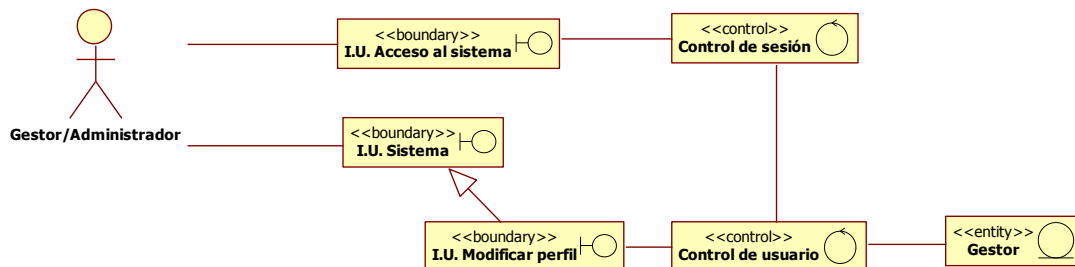 <<boundary>>
I.U. Acceso al sistema
<<control>>
Control de sesión
Gestor/Administrador
<<boundary>>
I.U. Sistema
<<boundary>>
I.U. Modificar perfil
<<control>>
Control de usuario
<<entity>>
Gestor